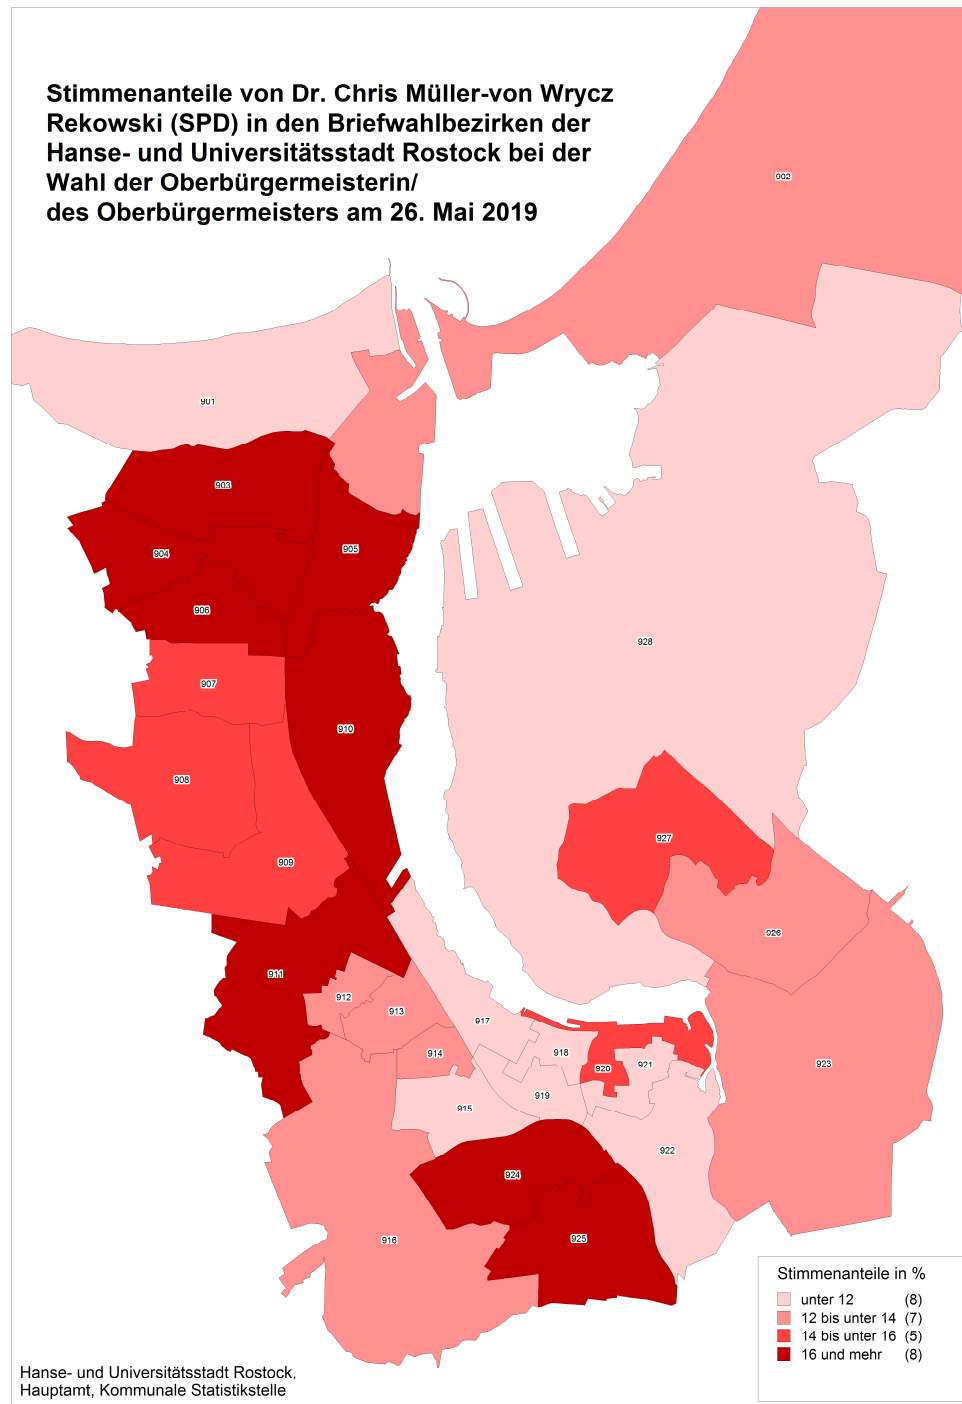 Stimmenanteile von Dr. Chris Müller-von Wrycz
Rekowski (SPD) in den Briefwahlbezirken der
Hanse- und Universitätsstadt Rostock bei der
Wahl der Oberbürgermeisterin/
des Oberbürgermeisters am 26. Mai 2019
902
901
903
904
905
906
928
907
910
908
927
909
926
911
912
913
917
914
918
920
921
923
919
915
922
924
925
916
Stimmenanteile in %
unter 12 (8)
12 bis unter 14 (7)
14 bis unter 16 (5)
16 und mehr (8)
Hanse- und Universitätsstadt Rostock,
Hauptamt, Kommunale Statistikstelle